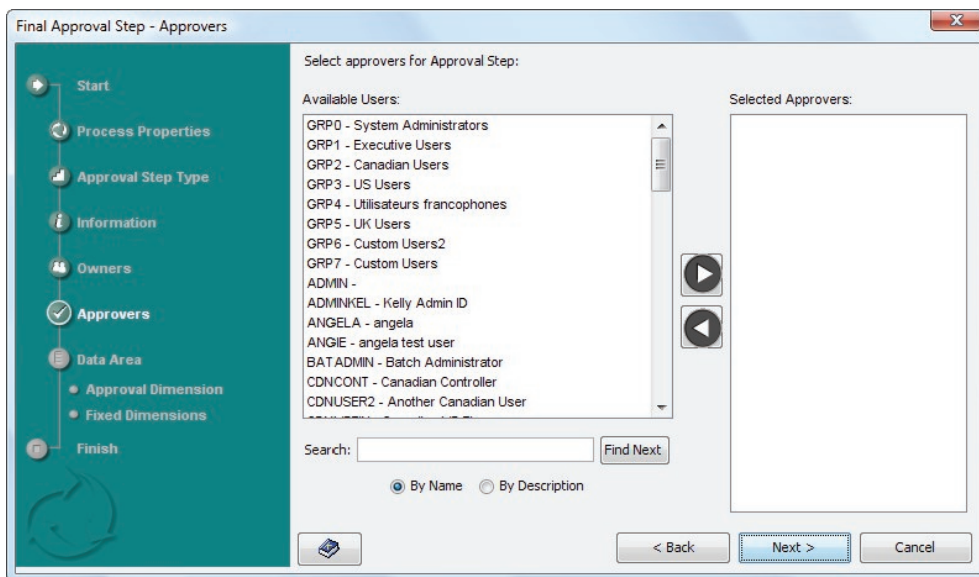 Final Approval Step - Approvers
X
Start
Process Properties
Approval Step Type
Information
Owners
Approvers
Data Area
Approval Dimension
Fixed Dimensions
Finish
Select approvers for Approval Step:
Available Users:
GRP0 - System Administrators
GRP1 - Executive Users
GRP2 - Canadian Users
GRP3 - US Users
GRP4 - Utilisateurs francophones
GRP5 - UK Users
GRP6 - Custom Users2
GRP7 - Custom Users
ADMIN -
ADMINKEL - Kelly Admin ID
ANGELA - angela
ANGIE - angela test user
BATADMIN - Batch Administrator
CDNCONT - Canadian Controller
CDNUSER2 - Another Canadian User
Search:
Find Next
By Name
By Description
Selected Approvers:
< Back
Next >
Cancel